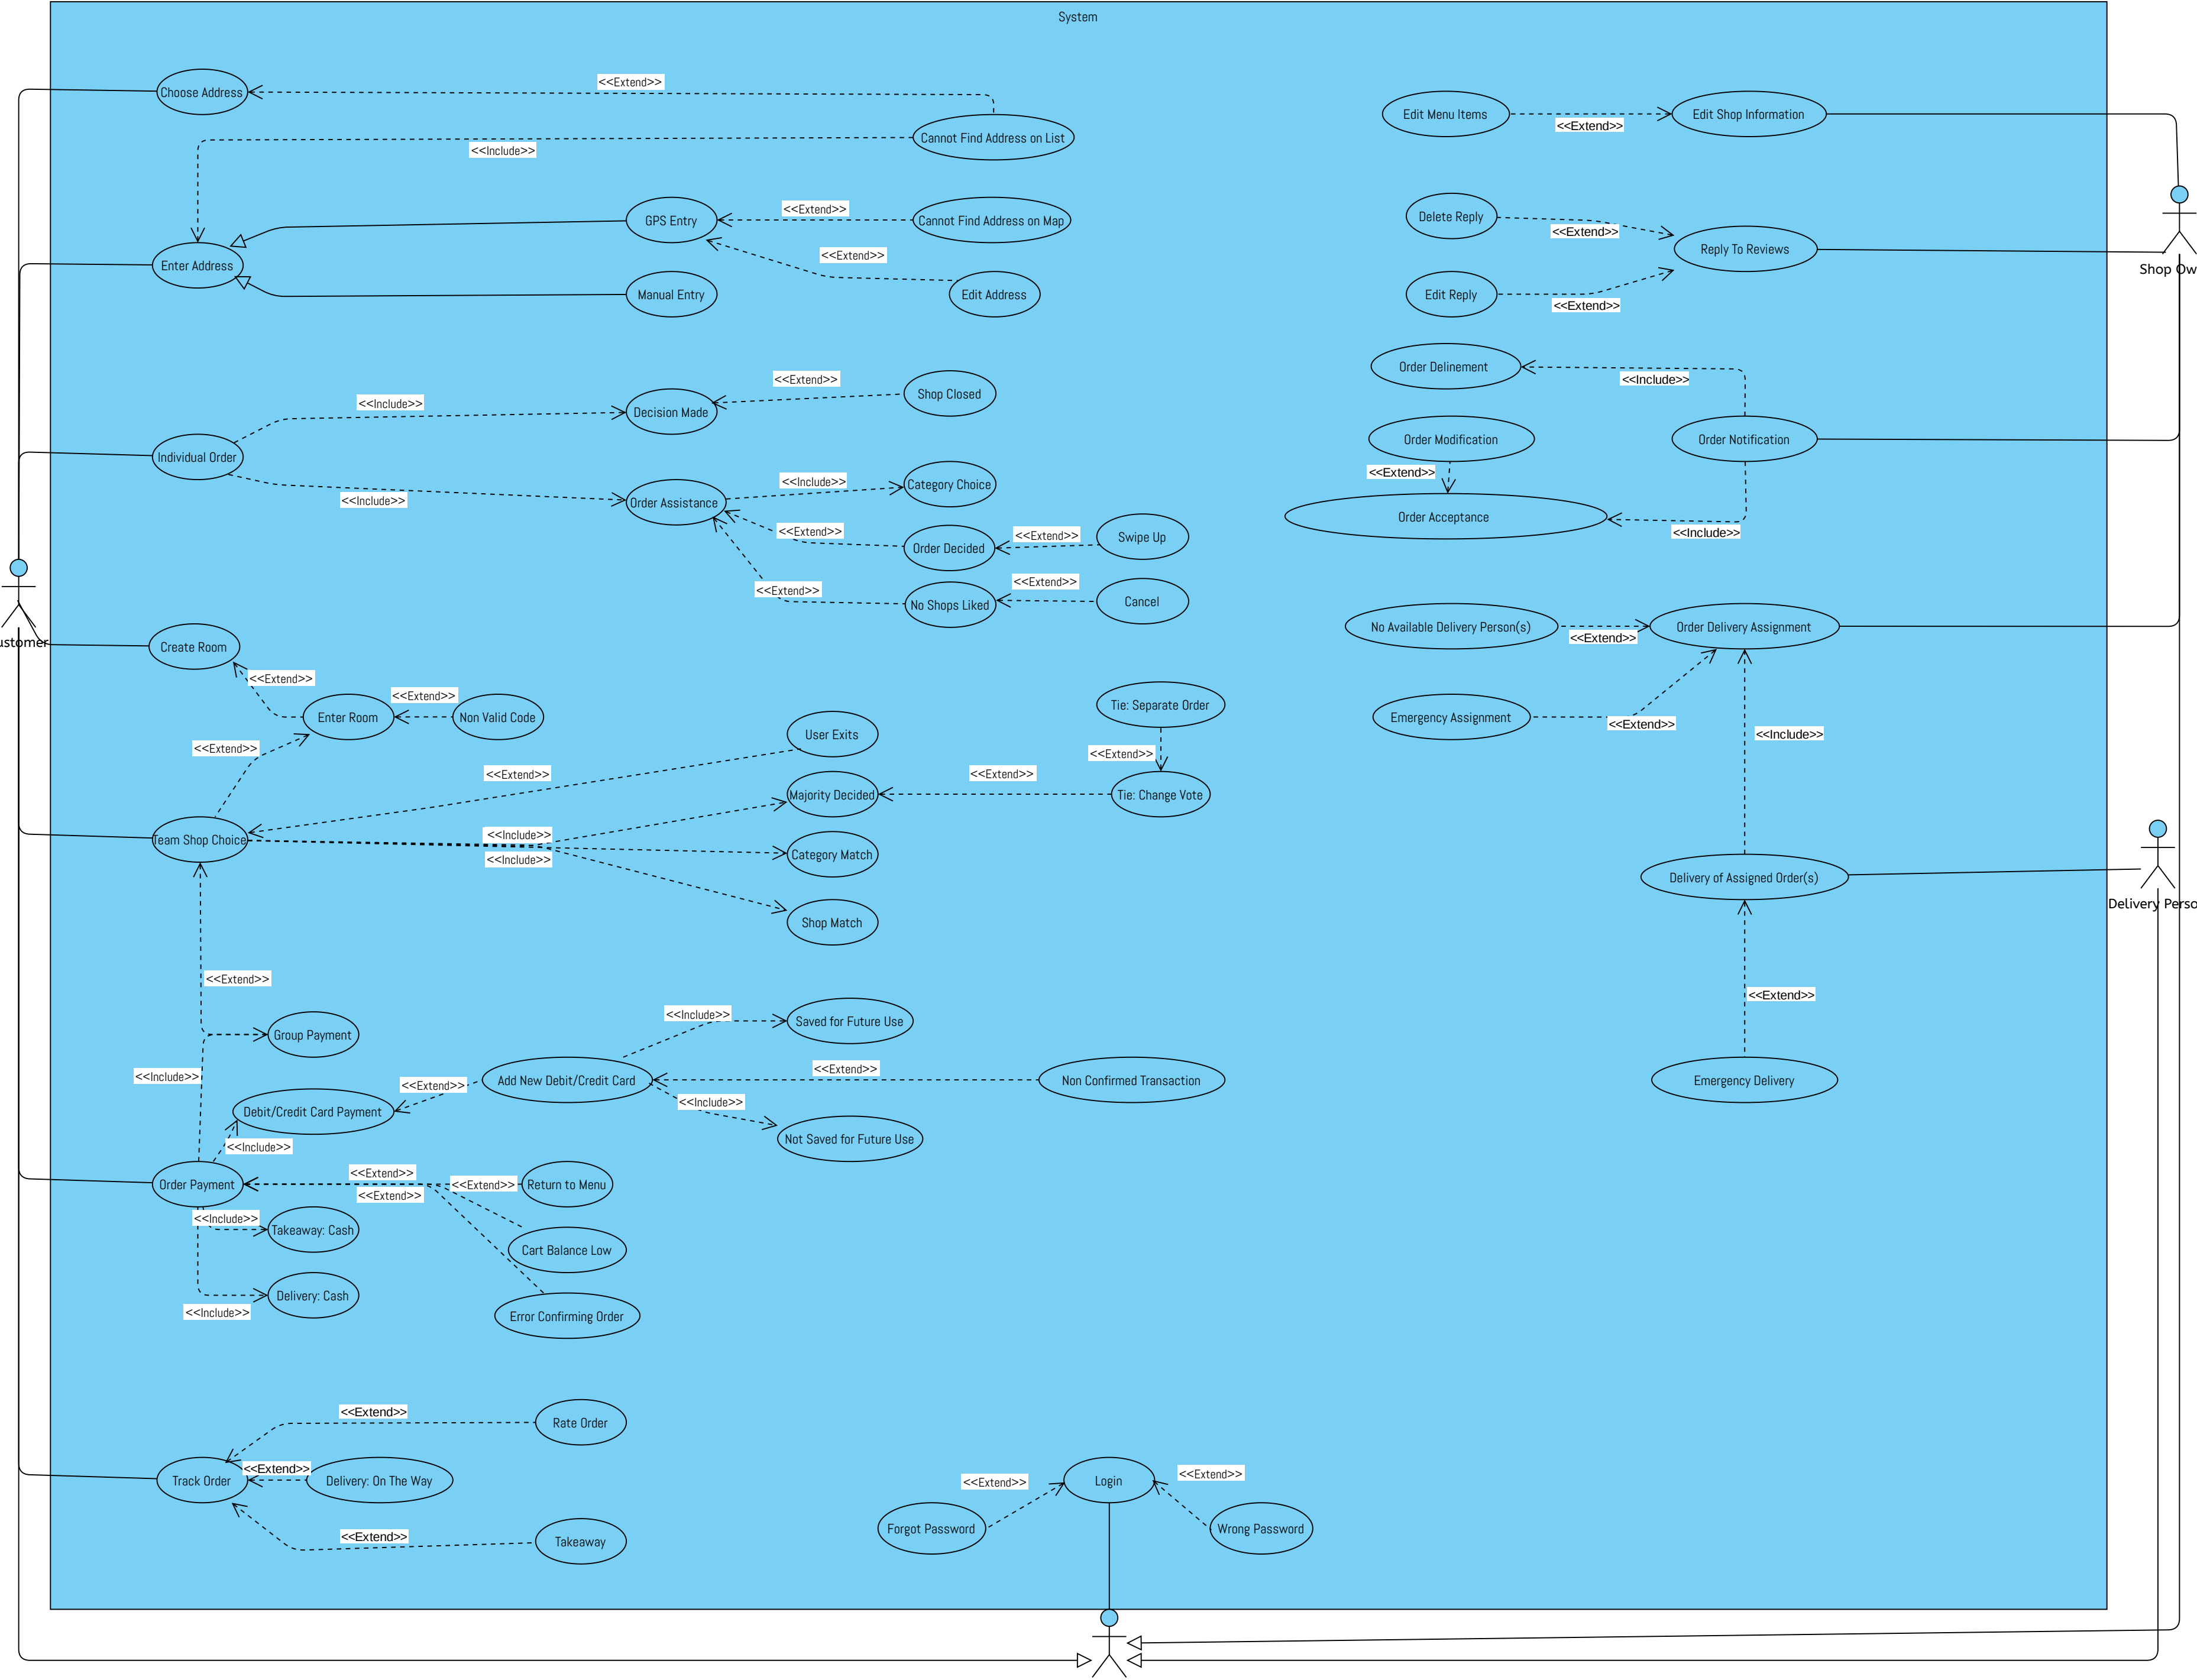 System
Choose Address
<<Extend>>
Cannot Find Address on List
<<Include>>
Edit Menu Items
<<Extend>>
Edit Shop Information
GPS Entry
<<Extend>>
Cannot Find Address on Map
Enter Address
<<Extend>>
Manual Entry
Edit Address
Delete Reply
<<Extend>>
Reply To Reviews
Edit Reply
<<Extend>>
Shop Ow
Individual Order
<<Include>>
Decision Made
<<Extend>>
Shop Closed
<<Include>>
Order Assistance
<<Include>>
Category Choice
<<Extend>>
Order Decided
<<Extend>>
Swipe Up
<<Extend>>
No Shops Liked
<<Extend>>
Cancel
Order Delinement
<<Include>>
Order Modification
Order Notification
<<Extend>>
Order Acceptance
<<Include>>
ustomer
Create Room
<<Extend>>
Enter Room
<<Extend>>
Non Valid Code
<<Extend>>
No Available Delivery Person(s)
<<Extend>>
Order Delivery Assignment
Emergency Assignment
<<Extend>>
<<Include>>
Team Shop Choice
<<Extend>>
User Exits
<<Include>>
Majority Decided
<<Include>>
Category Match
Shop Match
<<Extend>>
Tie: Separate Order
<<Extend>>
Tie: Change Vote
Delivery of Assigned Order(s)
Delivery Perso
<<Extend>>
Emergency Delivery
<<Extend>>
Group Payment
<<Include>>
Debit/Credit Card Payment
<<Include>>
<<Extend>>
Add New Debit/Credit Card
<<Include>>
Saved for Future Use
<<Extend>>
Non Confirmed Transaction
<<Include>>
Not Saved for Future Use
Order Payment
<<Extend>>
<<Extend>>
<<Extend>>
Return to Menu
<<Include>>
Takeaway: Cash
Cart Balance Low
Delivery: Cash
<<Include>>
Error Confirming Order
<<Extend>>
Rate Order
Track Order
<<Extend>>
Delivery: On The Way
<<Extend>>
Takeaway
<<Extend>>
Login
<<Extend>>
Forgot Password
Wrong Password